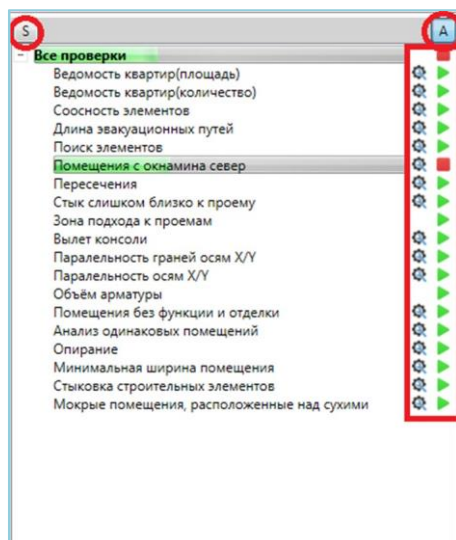 S A
Все проверки
Ведомость квартир(площадь)
Ведомость квартир(количество)
Соосность элементов
Длина эвакуационных путей
Поиск элементов
Помещения с окнамина север
Пересечения
Стык слишком близко к проему
Зона подхода к проемам
Вылет консоли
Паралельность граней осям X/Y
Паралельность осям X/Y
Объём арматуры
Помещения без функции и отделки
Анализ одинаковых помещений
Опирание
Минимальная ширина помещения
Стыковка строительных элементов
Мокрые помещения, расположенные над сухими